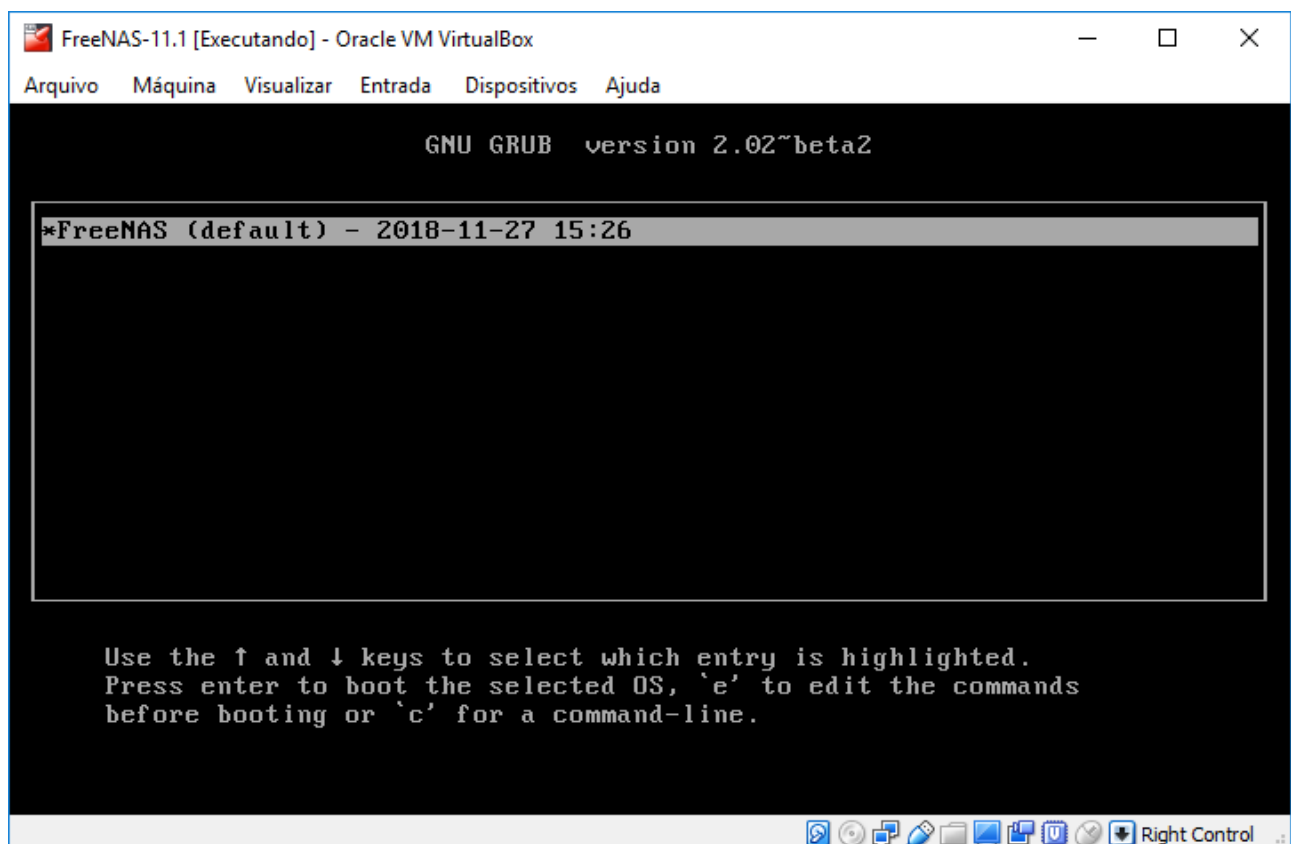 FreeNAS-11.1 [Executando] - Oracle VM VirtualBox
Arquivo Máquina Visualizar Entrada Dispositivos Ajuda
GNU GRUB version 2.02~beta2
*FreeNAS (default) - 2018-11-27 15:26
Use the ↑ and ↓ keys to select which entry is highlighted.
Press enter to boot the selected OS, `e' to edit the commands
before booting or `c' for a command-line.
Right Control